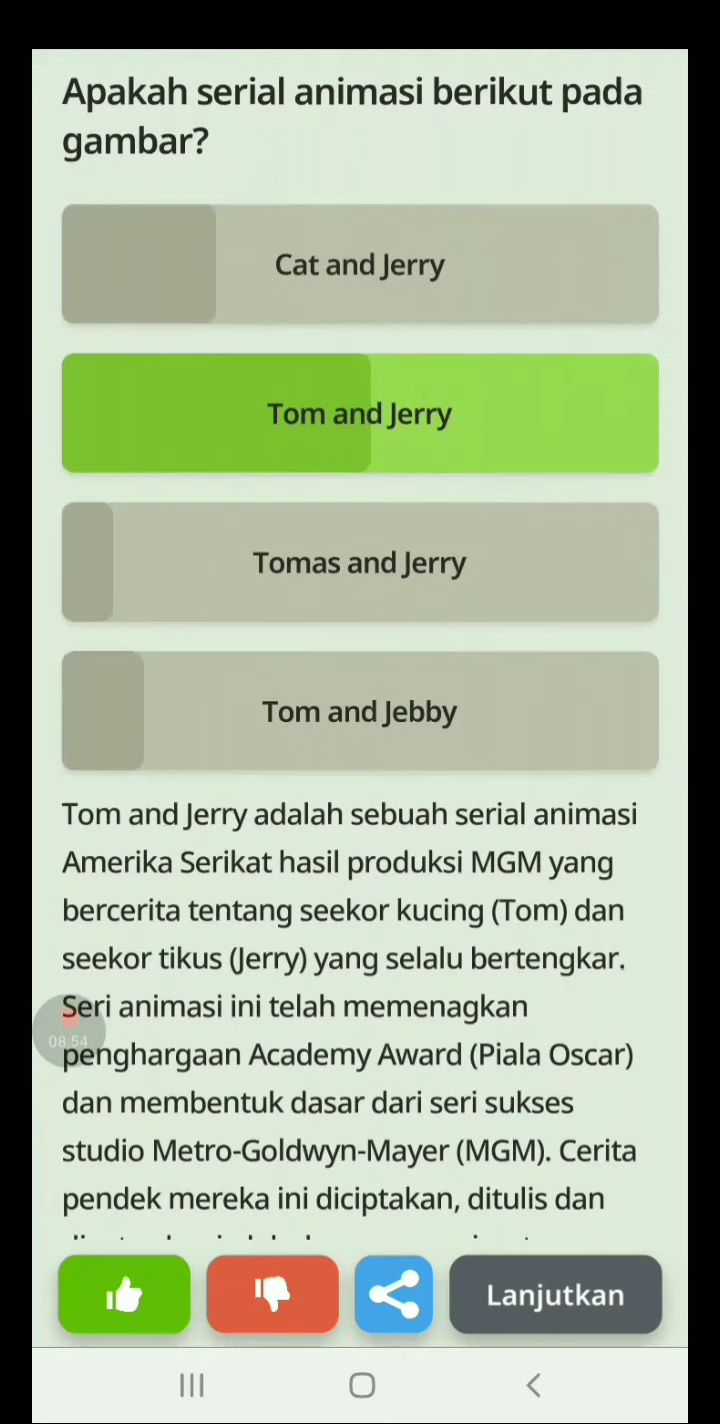 Apakah serial animasi berikut pada
gambar?
Cat and Jerry
Tom and Jerry
Tomas and Jerry
Tom and Jebby
Tom and Jerry adalah sebuah serial animasi
Amerika Serikat hasil produksi MGM yang
bercerita tentang seekor kucing (Tom) dan
seekor tikus (Jerry) yang selalu bertengkar.
Seri animasi ini telah memenagkan
08:54
penghargaan Academy Award (Piala Oscar)
dan membentuk dasar dari seri sukses
studio Metro-Goldwyn-Mayer (MGM). Cerita
pendek mereka ini diciptakan, ditulis dan
Lanjutkan